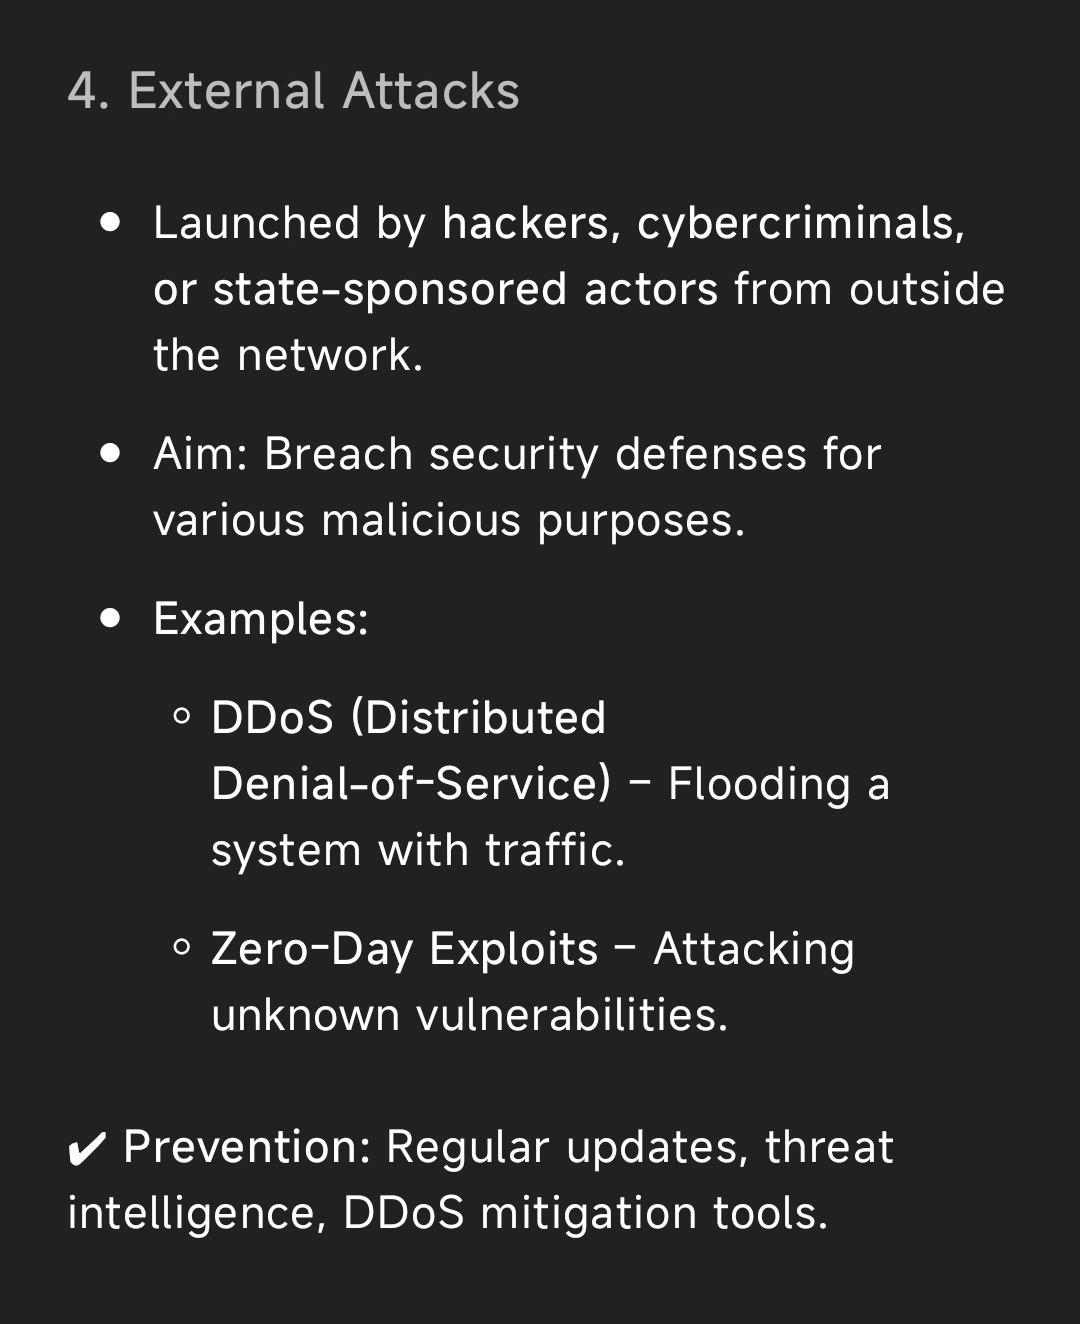 4. External Attacks
● Launched by hackers, cybercriminals,
or state-sponsored actors from outside
the network.
● Aim: Breach security defenses for
various malicious purposes.
● Examples:
○ DDoS (Distributed
Denial-of-Service) – Flooding a
system with traffic.
○ Zero-Day Exploits – Attacking
unknown vulnerabilities.
✔ Prevention: Regular updates, threat
intelligence, DDoS mitigation tools.